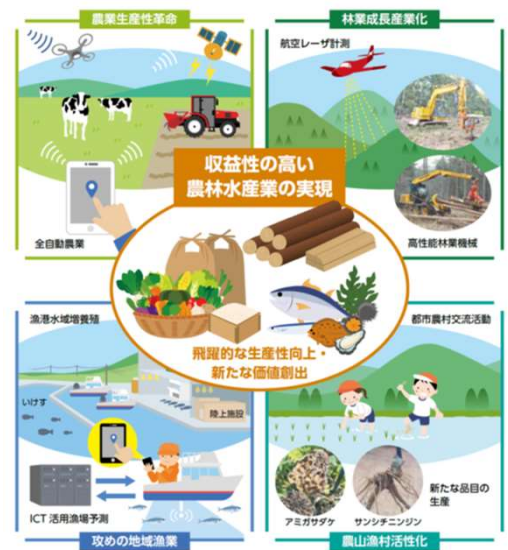 農業生産性革命
林業成長産業化
航空レーザ計測
収益性の高い
農林水産業の実現
全自動農業
高性能林業機械
飛躍的な生産性向上・
新たな価値創出
漁港水域増養殖
都市農村交流活動
いけす
陸上施設
ICT 活用漁場予測
新たな品目の
生産
アミガサダケ
サンシチニンジン
攻めの地域漁業
農山漁村活性化